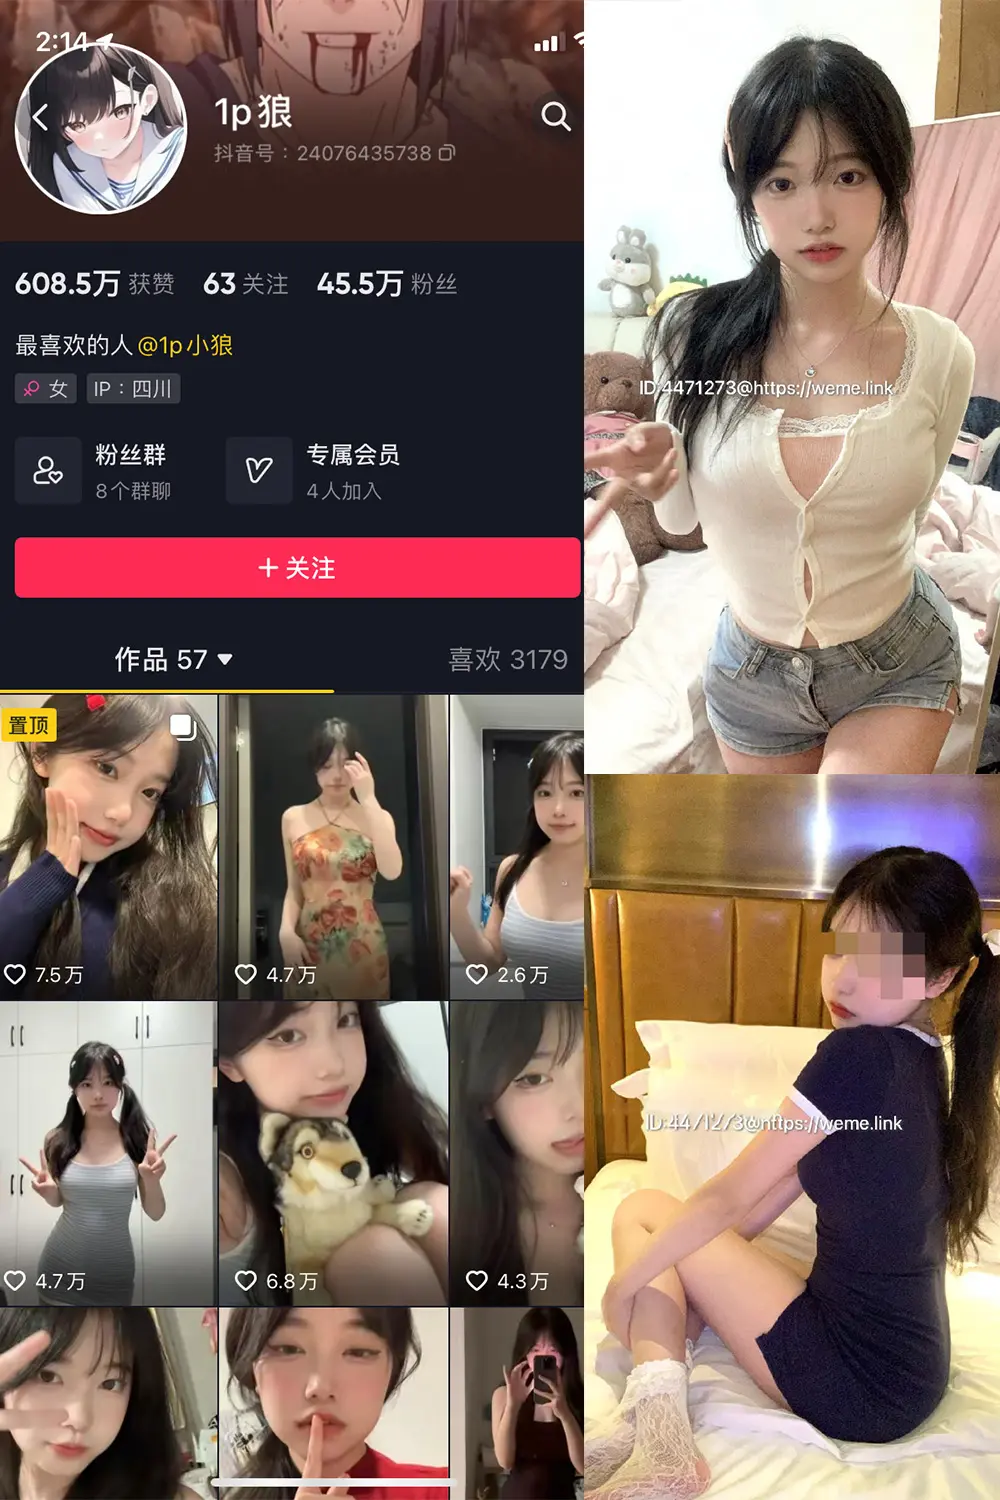 2:14
1p狼
抖音号：24076435738
608.5万 获赞 63 关注 45.5万 粉丝
最喜欢的人 @1p小狼
女 IP：四川
粉丝群
8个群聊
专属会员
4人加入
+ 关注
作品 57
喜欢 3179
置顶
7.5万
4.7万
2.6万
4.7万
6.8万
4.3万
ID:4471273@https://weme.link
ID:4471273@https://weme.link